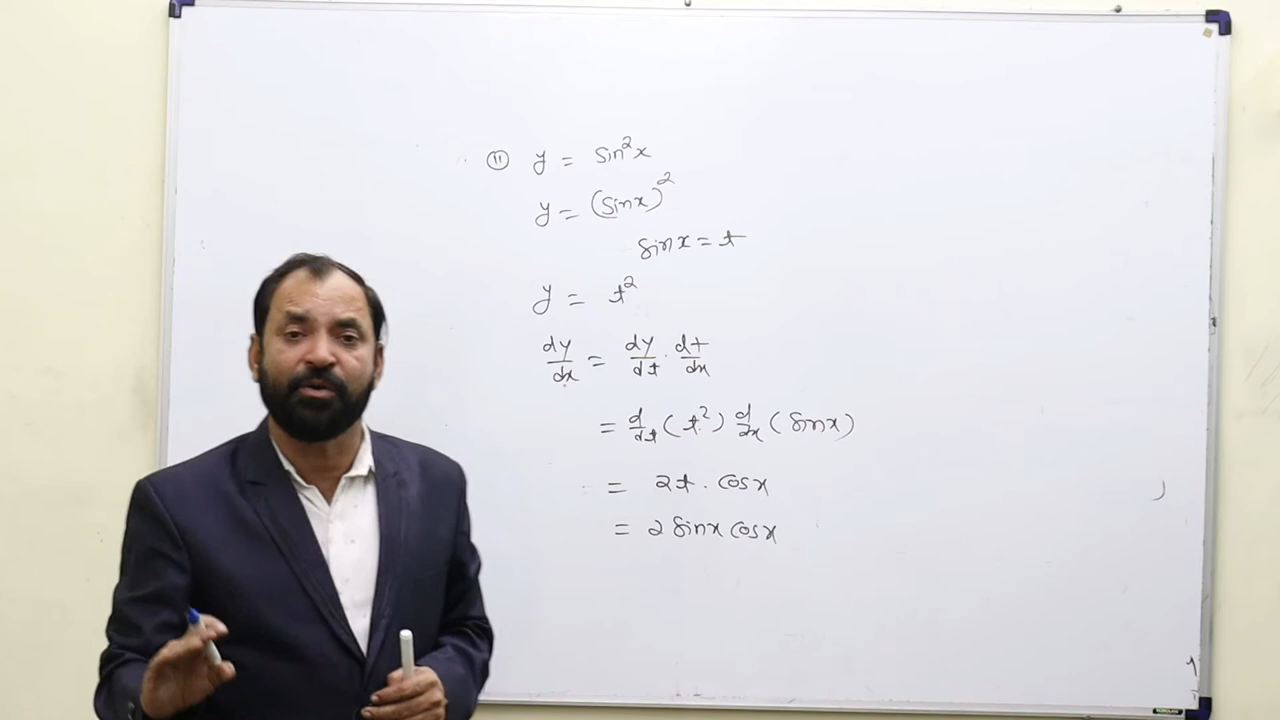 ⑪ y = sin²x
y = (sinx)²
sinx = t
y = t²
dy/dx = dy/dt · dt/dx
= d/dt (t²) d/dx (sinx)
= 2t . cosx
= 2 sinx cosx